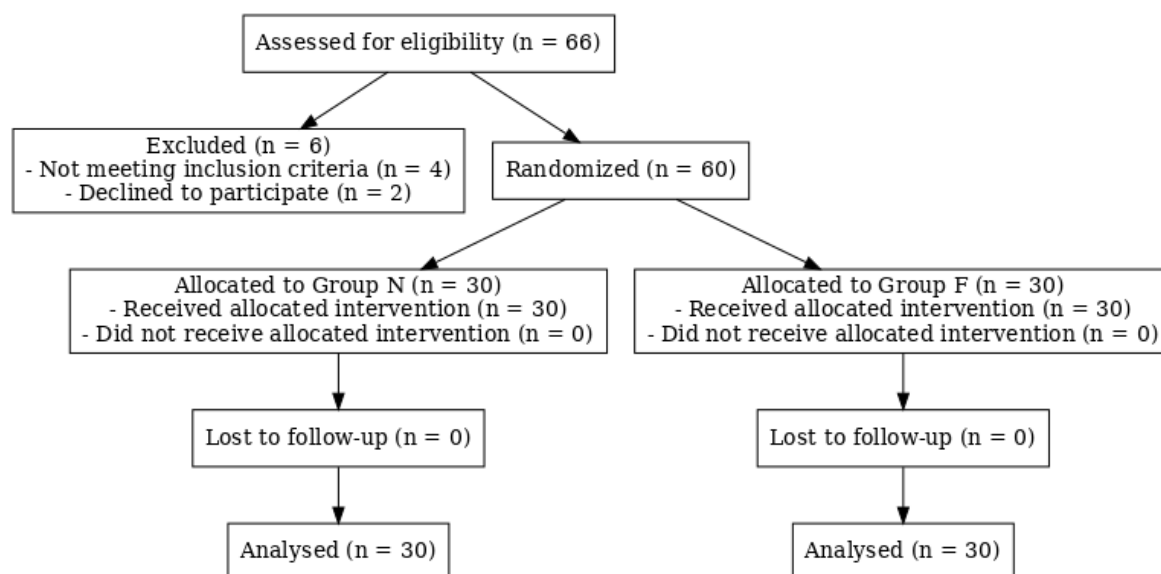 Assessed for eligibility (n = 66)
Excluded (n = 6)
- Not meeting inclusion criteria (n = 4)
- Declined to participate (n = 2)
Randomized (n = 60)
Allocated to Group N (n = 30)
- Received allocated intervention (n = 30)
- Did not receive allocated intervention (n = 0)
Allocated to Group F (n = 30)
- Received allocated intervention (n = 30)
- Did not receive allocated intervention (n = 0)
Lost to follow-up (n = 0)
Lost to follow-up (n = 0)
Analysed (n = 30)
Analysed (n = 30)